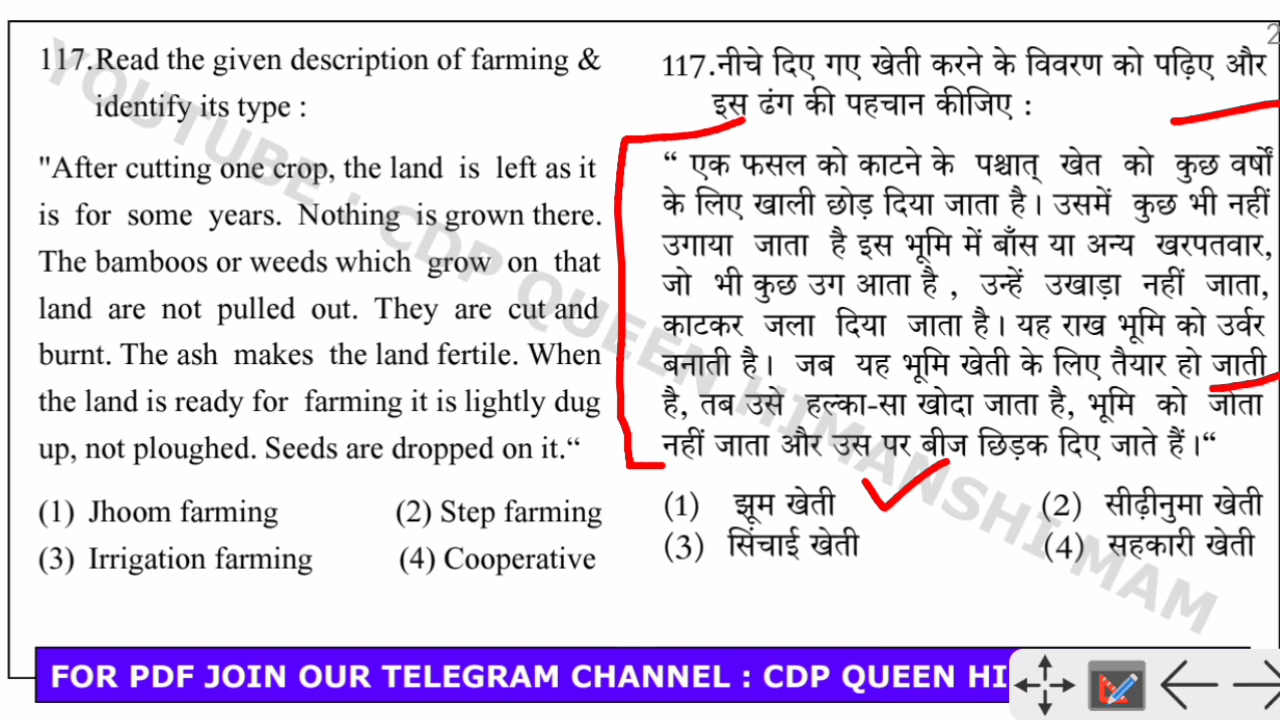 117.Read the given description of farming &
identify its type :
"After cutting one crop, the land is left as it
is for some years. Nothing is grown there.
The bamboos or weeds which grow on that
land are not pulled out. They are cut and
burnt. The ash makes the land fertile. When
the land is ready for farming it is lightly dug
up, not ploughed. Seeds are dropped on it.“
(1) Jhoom farming (2) Step farming
(3) Irrigation farming (4) Cooperative
2
117.नीचे दिए गए खेती करने के विवरण को पढ़िए और
इस ढंग की पहचान कीजिए :
“ एक फसल को काटने के पश्चात् खेत को कुछ वर्षों
के लिए खाली छोड़ दिया जाता है। उसमें कुछ भी नहीं
उगाया जाता है इस भूमि में बाँस या अन्य खरपतवार,
जो भी कुछ उग आता है , उन्हें उखाड़ा नहीं जाता,
काटकर जला दिया जाता है। यह राख भूमि को उर्वर
बनाती है। जब यह भूमि खेती के लिए तैयार हो जाती
है, तब उसे हल्का-सा खोदा जाता है, भूमि को जोता
नहीं जाता और उस पर बीज छिड़क दिए जाते हैं।“
(1) झूम खेती (2) सीढ़ीनुमा खेती
(3) सिंचाई खेती (4) सहकारी खेती
YOUTUBE : CDP QUEEN HIMANSHI MAM
FOR PDF JOIN OUR TELEGRAM CHANNEL : CDP QUEEN HI